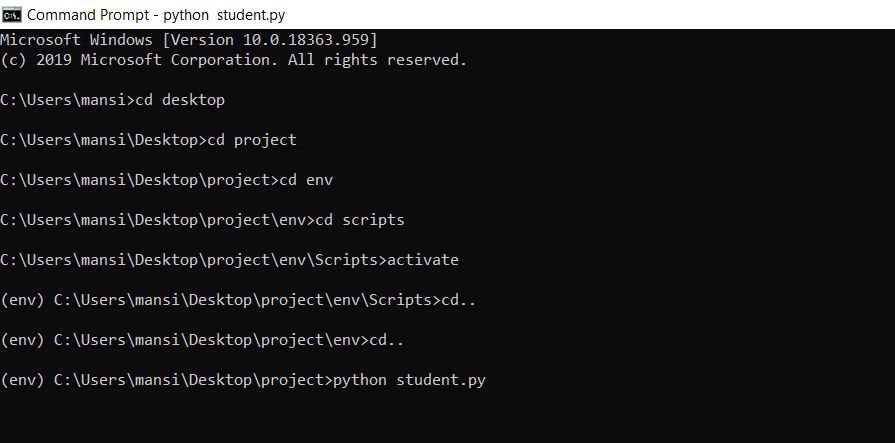 Command Prompt - python  student.py
Microsoft Windows [Version 10.0.18363.959]
(c) 2019 Microsoft Corporation. All rights reserved.
C:\Users\mansi>cd desktop
C:\Users\mansi\Desktop>cd project
C:\Users\mansi\Desktop\project>cd env
C:\Users\mansi\Desktop\project\env>cd scripts
C:\Users\mansi\Desktop\project\env\Scripts>activate
(env) C:\Users\mansi\Desktop\project\env\Scripts>cd..
(env) C:\Users\mansi\Desktop\project\env>cd..
(env) C:\Users\mansi\Desktop\project>python student.py